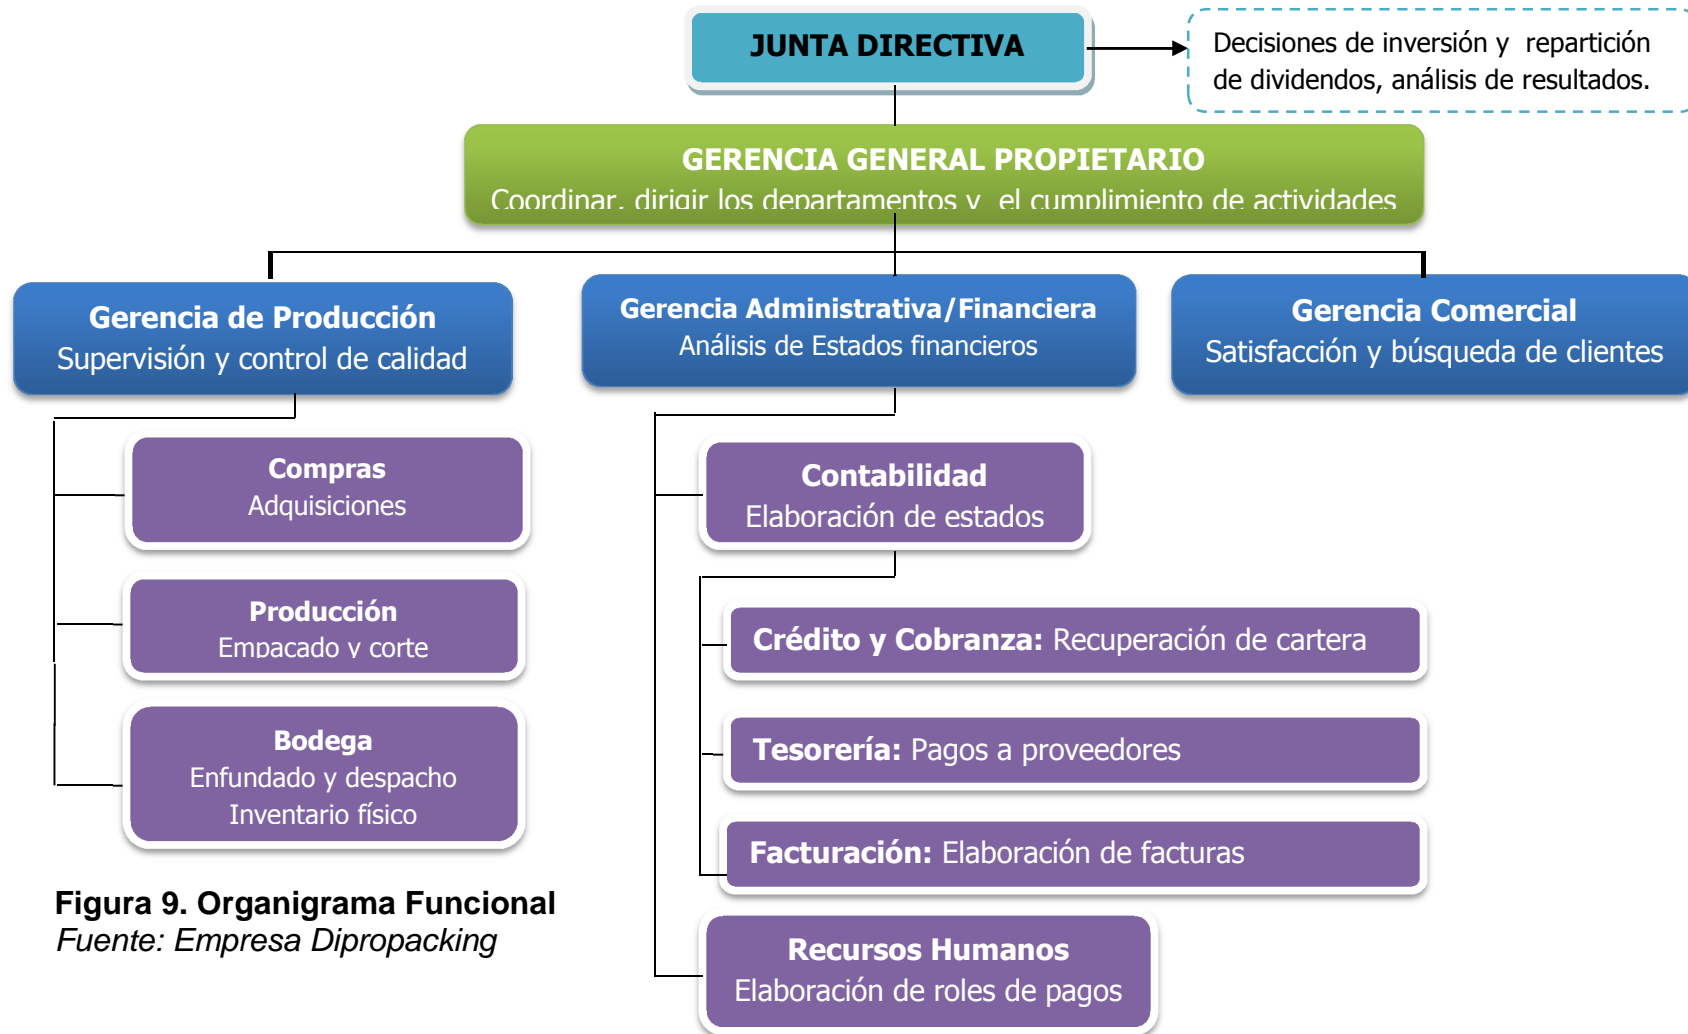 JUNTA DIRECTIVA
Decisiones de inversión y repartición
de dividendos, análisis de resultados.
GERENCIA GENERAL PROPIETARIO
Coordinar, dirigir los departamentos y el cumplimiento de actividades
Gerencia de Producción
Supervisión y control de calidad
Gerencia Administrativa/Financiera
Análisis de Estados financieros
Gerencia Comercial
Satisfacción y búsqueda de clientes
Compras
Adquisiciones
Producción
Empacado y corte
Bodega
Enfundado y despacho
Inventario físico
Contabilidad
Elaboración de estados
Crédito y Cobranza: Recuperación de cartera
Tesorería: Pagos a proveedores
Facturación: Elaboración de facturas
Recursos Humanos
Elaboración de roles de pagos
Figura 9. Organigrama Funcional
Fuente: Empresa Dipropacking